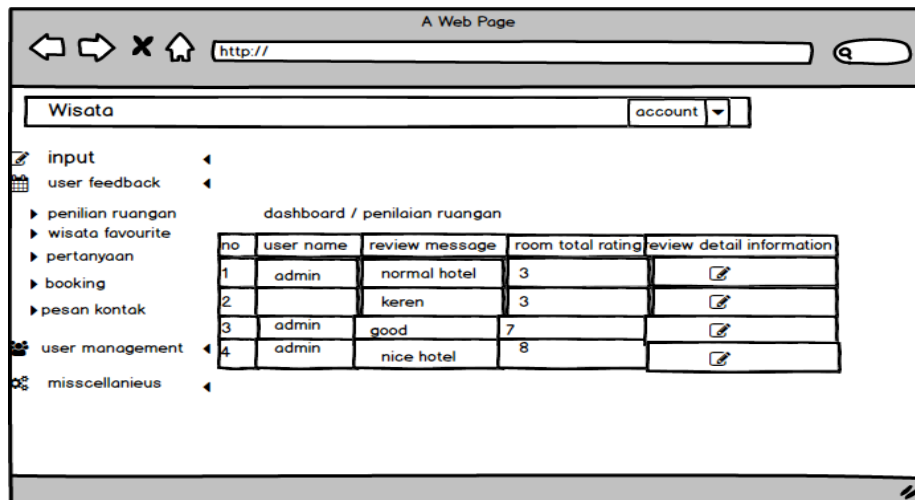 A Web Page
http://
Wisata account
input
user feedback
penilian ruangan
wisata favourite
pertanyaan
booking
pesan kontak
user management
misscellanieus
dashboard / penilaian ruangan
no user name review message room total rating review detail information
1 admin normal hotel 3
2 keren 3
3 admin good 7
4 admin nice hotel 8